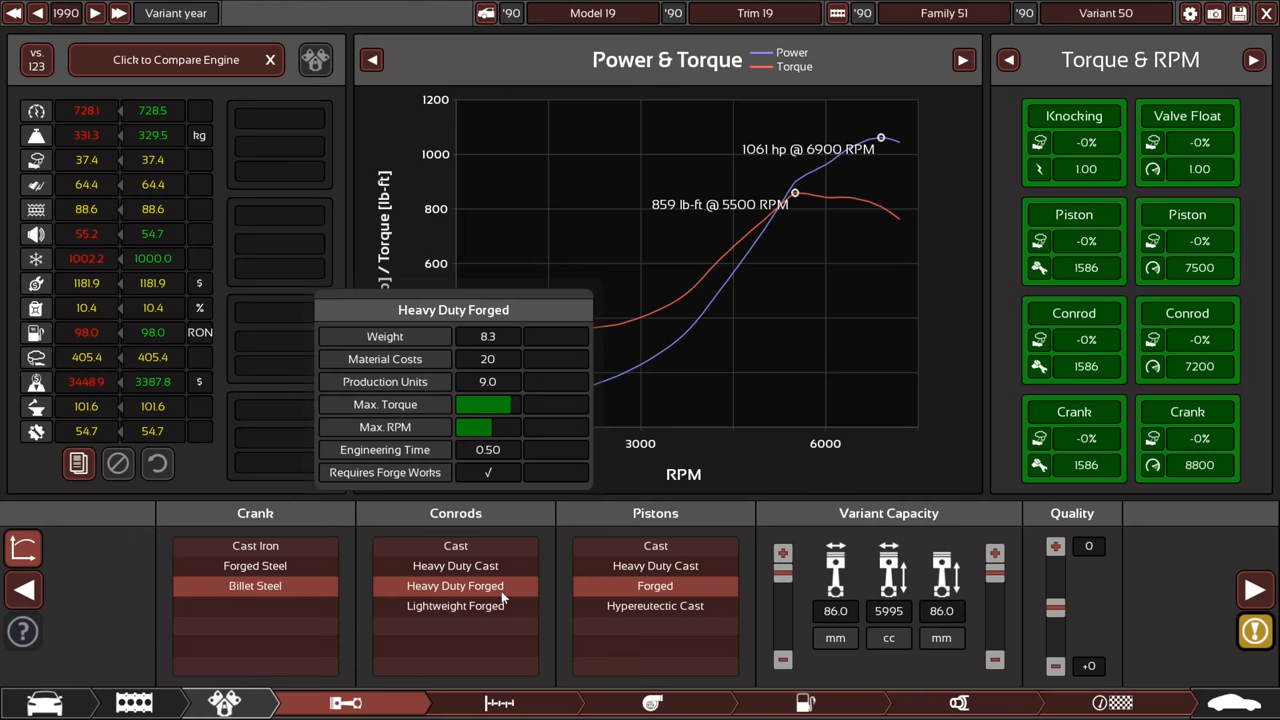 1990
Variant year
'90
Model 19
'90
Trim 19
'90
Family 51
'90
Variant 50
vs.
123
Click to Compare Engine
X
Power & Torque
Power
Torque
Torque & RPM
728.1 728.5
331.3 329.5 kg
37.4 37.4
64.4 64.4
88.6 88.6
55.2 54.7
1002.2 1000.0
1181.9 1181.9 $
10.4 10.4 %
98.0 98.0 RON
405.4 405.4
3448.9 3387.8 $
101.6 101.6
54.7 54.7
1200
1000
800
600
1061 hp @ 6900 RPM
859 lb-ft @ 5500 RPM
/ Torque [lb-ft]
3000
6000
RPM
Heavy Duty Forged
Weight 8.3
Material Costs 20
Production Units 9.0
Max. Torque
Max. RPM
Engineering Time 0.50
Requires Forge Works √
Knocking Valve Float
-0% -0%
1.00 1.00
Piston Piston
-0% -0%
1586 7500
Conrod Conrod
-0% -0%
1586 7200
Crank Crank
-0% -0%
1586 8800
Crank
Cast Iron
Forged Steel
Billet Steel
Conrods
Cast
Heavy Duty Cast
Heavy Duty Forged
Lightweight Forged
Pistons
Cast
Heavy Duty Cast
Forged
Hypereutectic Cast
Variant Capacity
86.0 5995 86.0
mm cc mm
Quality
0
+0